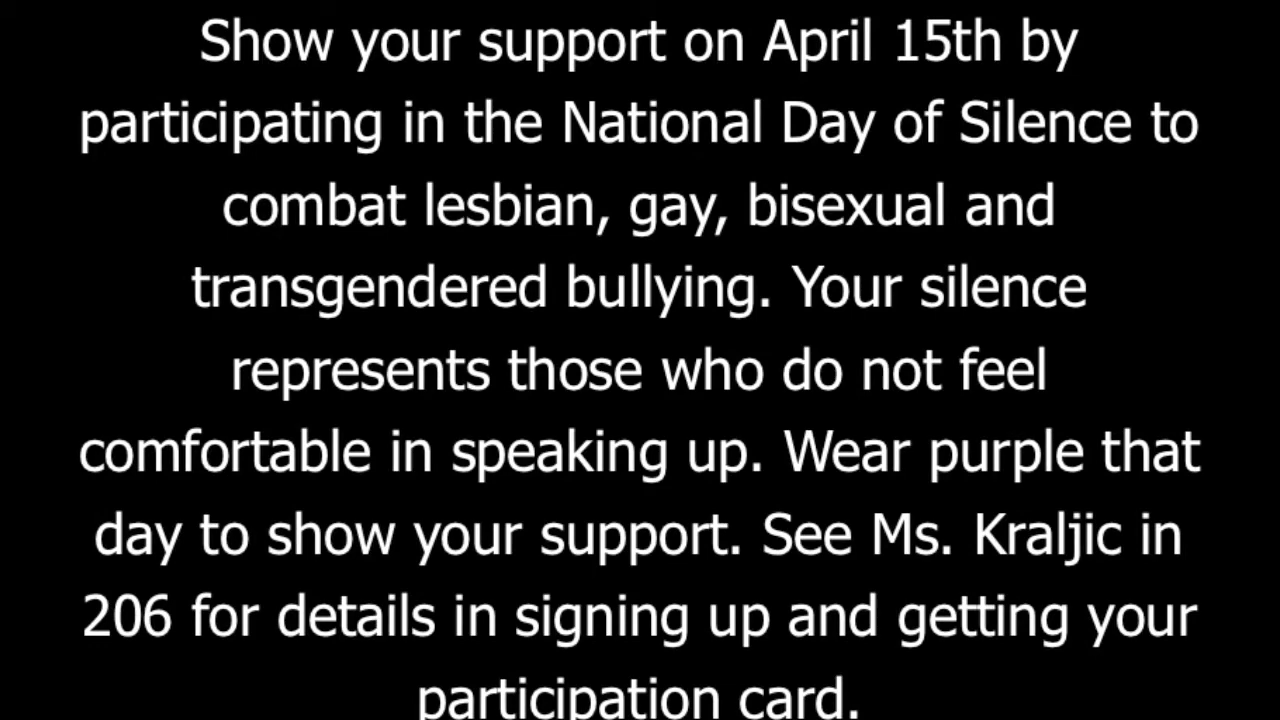 Show your support on April 15th by
participating in the National Day of Silence to
combat lesbian, gay, bisexual and
transgendered bullying. Your silence
represents those who do not feel
comfortable in speaking up. Wear purple that
day to show your support. See Ms. Kraljic in
206 for details in signing up and getting your
participation card.